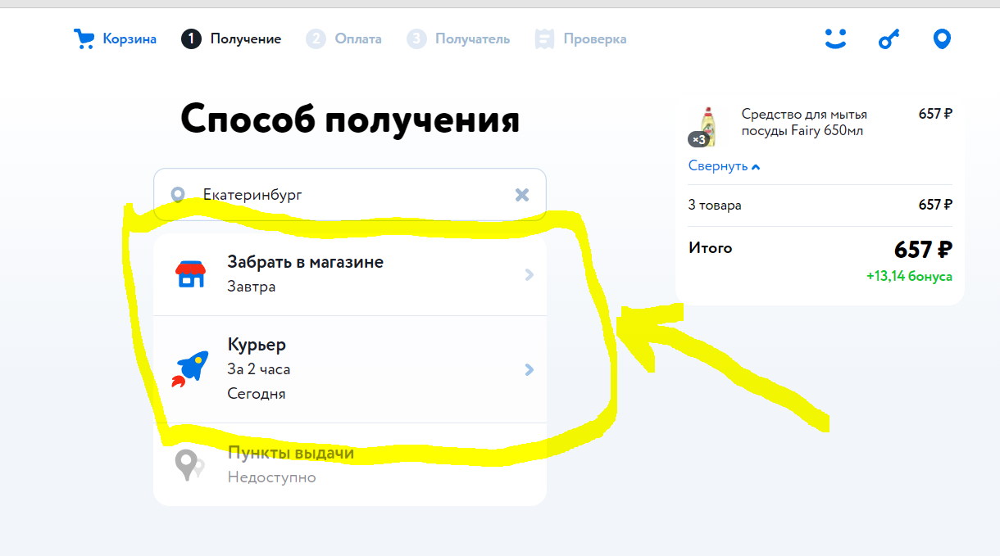 Корзина
1 Получение
2 Оплата
3 Получатель
Проверка
Способ получения
Екатеринбург
Забрать в магазине
Завтра
Курьер
За 2 часа
Сегодня
Пункты выдачи
Недоступно
×3
Средство для мытья
посуды Fairy 650мл
657 ₽
Свернуть
3 товара 657 ₽
Итого 657 ₽
+13,14 бонуса